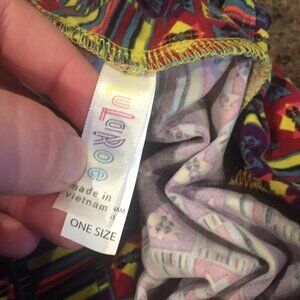 LuLaRoe
made in
vietnam
ONE SIZE